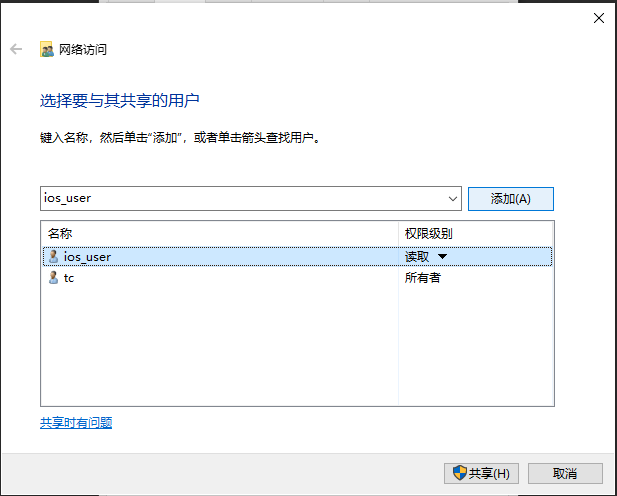 网络访问
选择要与其共享的用户
键入名称，然后单击“添加”，或者单击箭头查找用户。
ios_user 添加(A)
名称 权限级别
ios_user 读取
tc 所有者
共享时有问题
共享(H) 取消